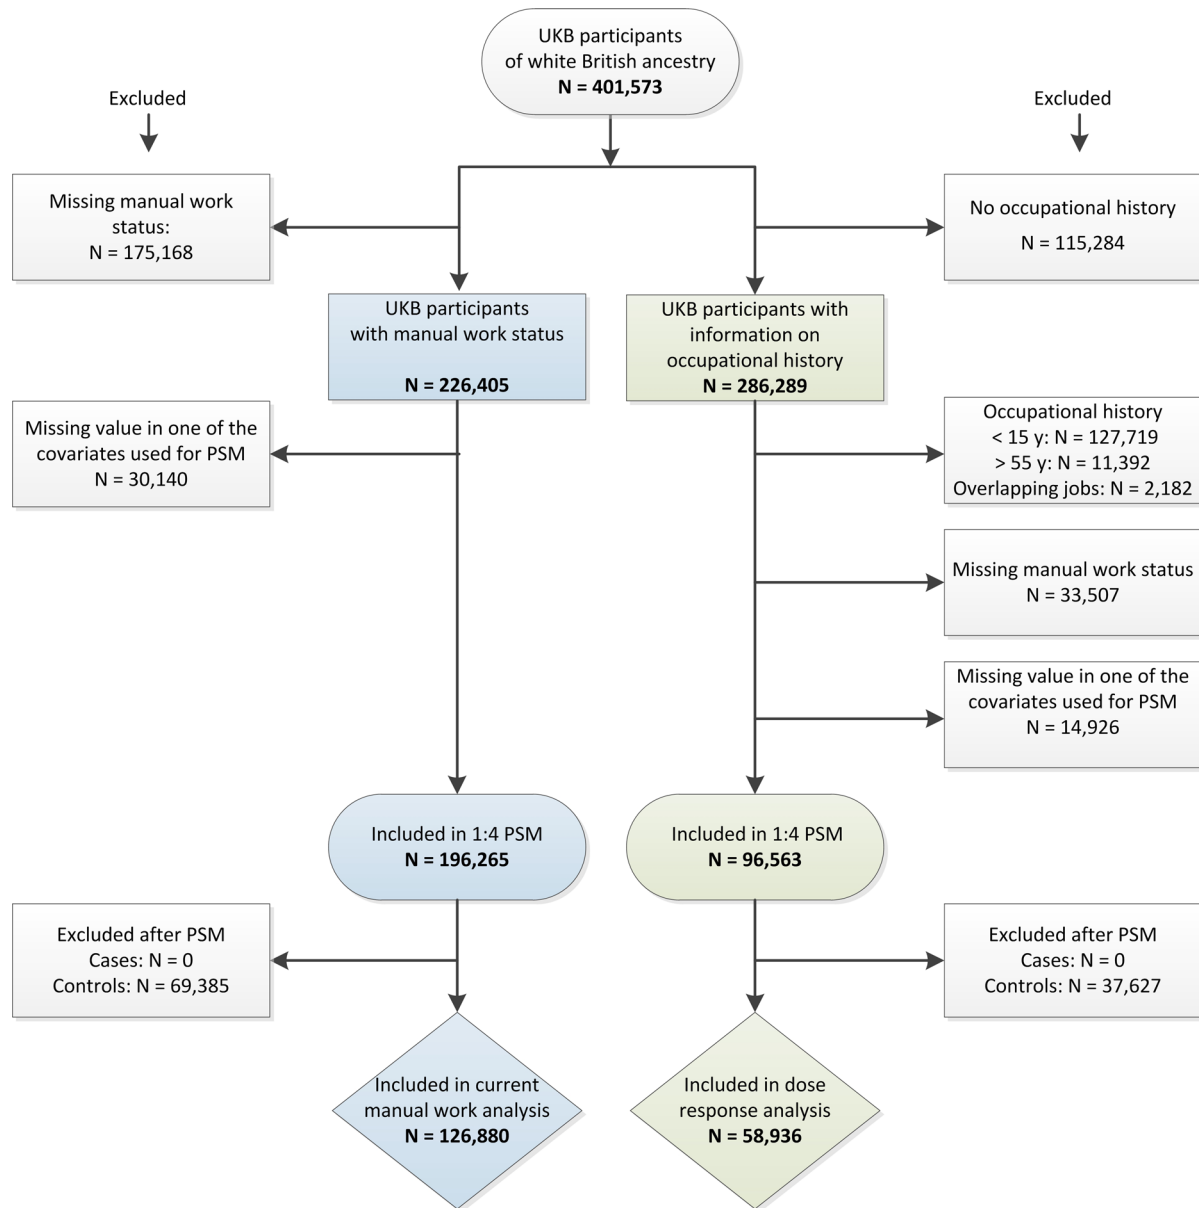 UKB participants
of white British ancestry
N = 401,573
Excluded
Excluded
Missing manual work
status:
N = 175,168
No occupational history
N = 115,284
UKB participants
with manual work status
N = 226,405
UKB participants with
information on
occupational history
N = 286,289
Missing value in one of the
covariates used for PSM
N = 30,140
Occupational history
< 15 y: N = 127,719
> 55 y: N = 11,392
Overlapping jobs: N = 2,182
Missing manual work status
N = 33,507
Missing value in one of the
covariates used for PSM
N = 14,926
Included in 1:4 PSM
N = 196,265
Included in 1:4 PSM
N = 96,563
Excluded after PSM
Cases: N = 0
Controls: N = 69,385
Excluded after PSM
Cases: N = 0
Controls: N = 37,627
Included in current
manual work analysis
N = 126,880
Included in dose
response analysis
N = 58,936